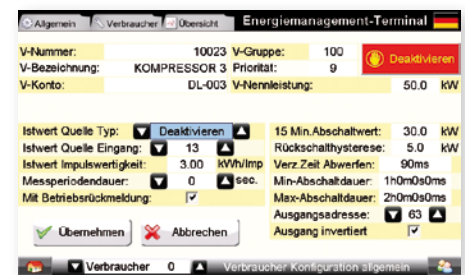 Allgemein Verbraucher Übersicht Energiemanagement-Terminal
V-Nummer: 10023 V-Gruppe: 100
V-Bezeichnung: KOMPRESSOR 3 Priorität: 9
Deaktivieren
V-Konto: DL-003 V-Nennleistung: 50.0 kW
Istwert Quelle Typ: Deaktivieren 15 Min.Abschaltwert: 30.0 kW
Istwert Quelle Eingang: 13 Rückschalthysterese: 5.0 kW
Istwert Impulswertigkeit: 3.00 kWh/Imp Verz.Zeit Abwerfen: 90ms
Messperiodendauer: 0 sec. Min-Abschaltdauer: 1h0m0s0ms
Mit Betriebsrückmeldung: Max-Abschaltdauer: 2h0m0s0ms
Ausgangsadresse: 63
Übernehmen Abbrechen Ausgang invertiert
Verbraucher 0 Verbraucher Konfiguration allgemein